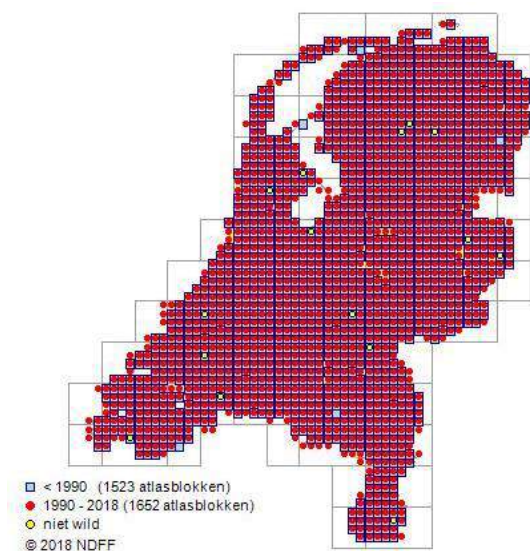 < 1990 (1523 atlasblokken)
1990 - 2018 (1652 atlasblokken)
niet wild
© 2018 NDFF